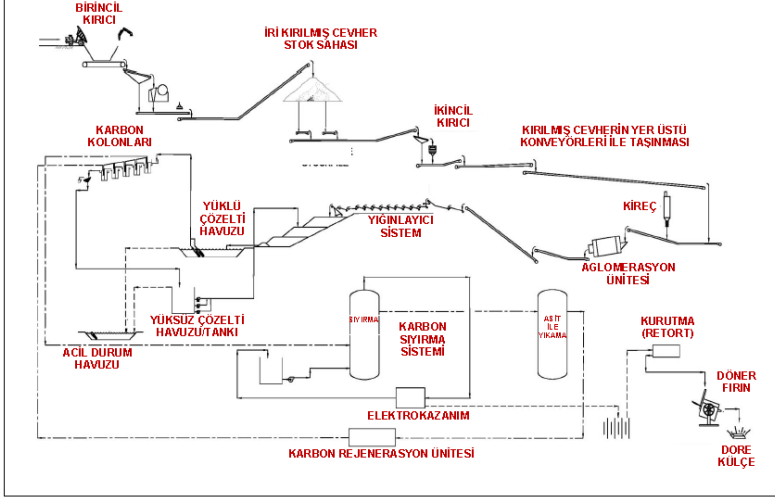 BİRİNCİL
KIRICI
İRİ KIRILMIŞ CEVHER
STOK SAHASI
İKİNCİL
KIRICI
KARBON
KOLONLARI
KIRILMIŞ CEVHERİN YER ÜSTÜ
KONVEYÖRLERİ İLE TAŞINMASI
YÜKLÜ
ÇÖZELTİ
HAVUZU
YIĞINLAYICI
SİSTEM
KİREÇ
AGLOMERASYON
ÜNİTESİ
YÜKSÜZ ÇÖZELTİ
HAVUZU/TANKI
ACİL DURUM
HAVUZU
SIYIRMA
KARBON
SIYIRMA
SİSTEMİ
ASİT
İLE
YIKAMA
KURUTMA
(RETORT)
DÖNER
FIRIN
ELEKTROKAZANIM
KARBON REJENERASYON ÜNİTESİ
DORE
KÜLÇE